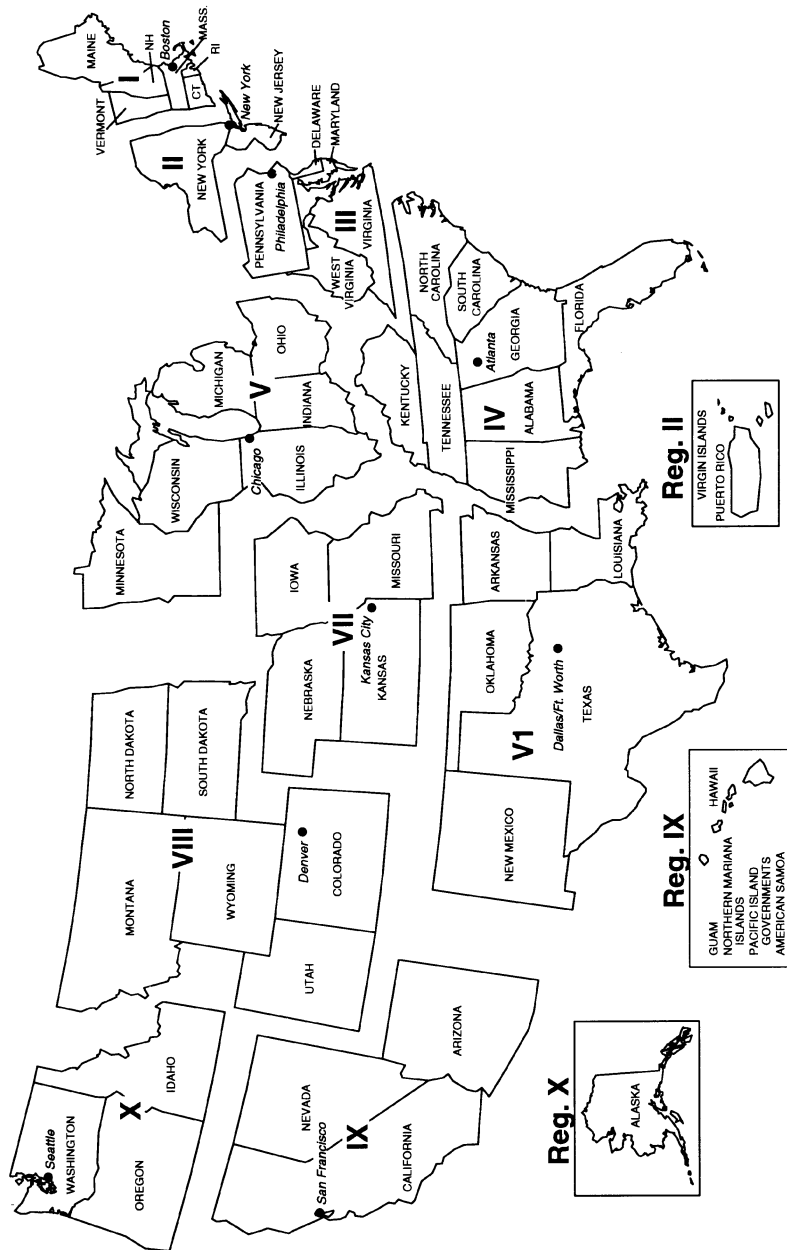 Seattle
WASHINGTON
OREGON
X
IDAHO
MONTANA
VIII
WYOMING
NORTH DAKOTA
SOUTH DAKOTA
MINNESOTA
WISCONSIN
MICHIGAN
V
Chicago
ILLINOIS
INDIANA
OHIO
VERMONT
MAINE
I
NH
Boston
MASS.
RI
CT
II
NEW YORK
New York
NEW JERSEY
PENNSYLVANIA
Philadelphia
DELAWARE
MARYLAND
III
WEST
VIRGINIA
VIRGINIA
NEVADA
San Francisco
IX
CALIFORNIA
ARIZONA
UTAH
Denver
COLORADO
NEBRASKA
IOWA
VII
Kansas City
KANSAS
MISSOURI
KENTUCKY
TENNESSEE
NORTH
CAROLINA
SOUTH
CAROLINA
IV
Atlanta
GEORGIA
ALABAMA
MISSISSIPPI
FLORIDA
NEW MEXICO
V1
OKLAHOMA
Dallas/Ft. Worth
TEXAS
ARKANSAS
LOUISIANA
Reg. X
ALASKA
Reg. IX
GUAM
NORTHERN MARIANA
ISLANDS
PACIFIC ISLAND
GOVERNMENTS
AMERICAN SAMOA
HAWAII
Reg. II
VIRGIN ISLANDS
PUERTO RICO